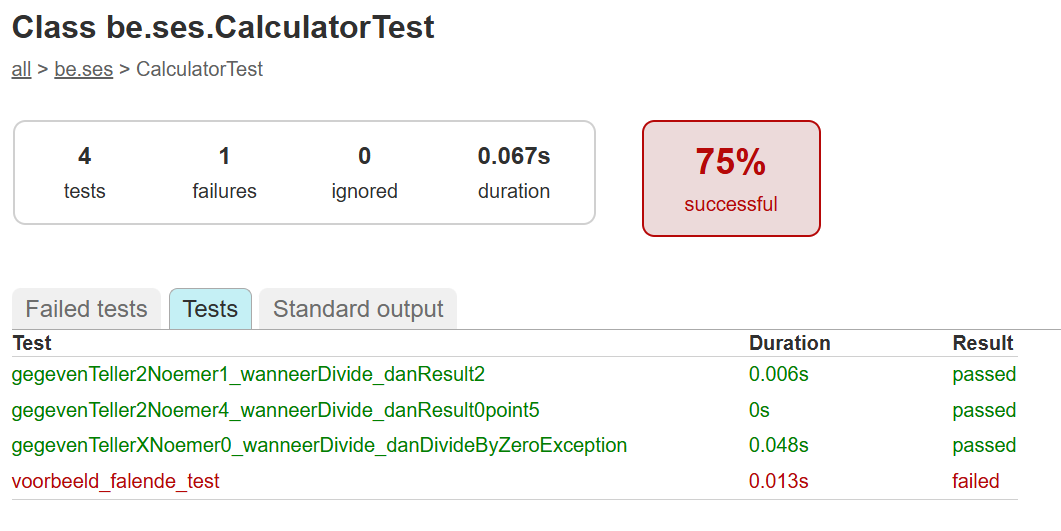 Class be.ses.CalculatorTest
all > be.ses > CalculatorTest
4 1 0 0.067s
tests failures ignored duration
75%
successful
Failed tests Tests Standard output
Test Duration Result
gegevenTeller2Noemer1_wanneerDivide_danResult2 0.006s passed
gegevenTeller2Noemer4_wanneerDivide_danResult0point5 0s passed
gegevenTellerXNoemer0_wanneerDivide_danDivideByZeroException 0.048s passed
voorbeeld_falende_test 0.013s failed